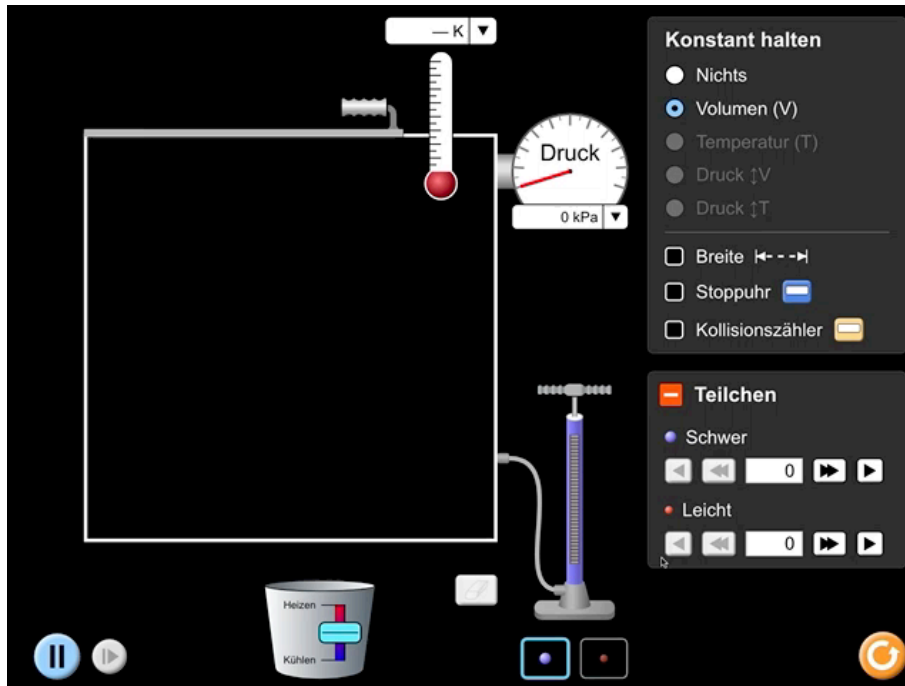 — K
Druck
0 kPa
Konstant halten
Nichts
Volumen (V)
Temperatur (T)
Druck ↕V
Druck ↕T
Breite
Stoppuhr
Kollisionszähler
Teilchen
Schwer
0
Leicht
0
Heizen
Kühlen